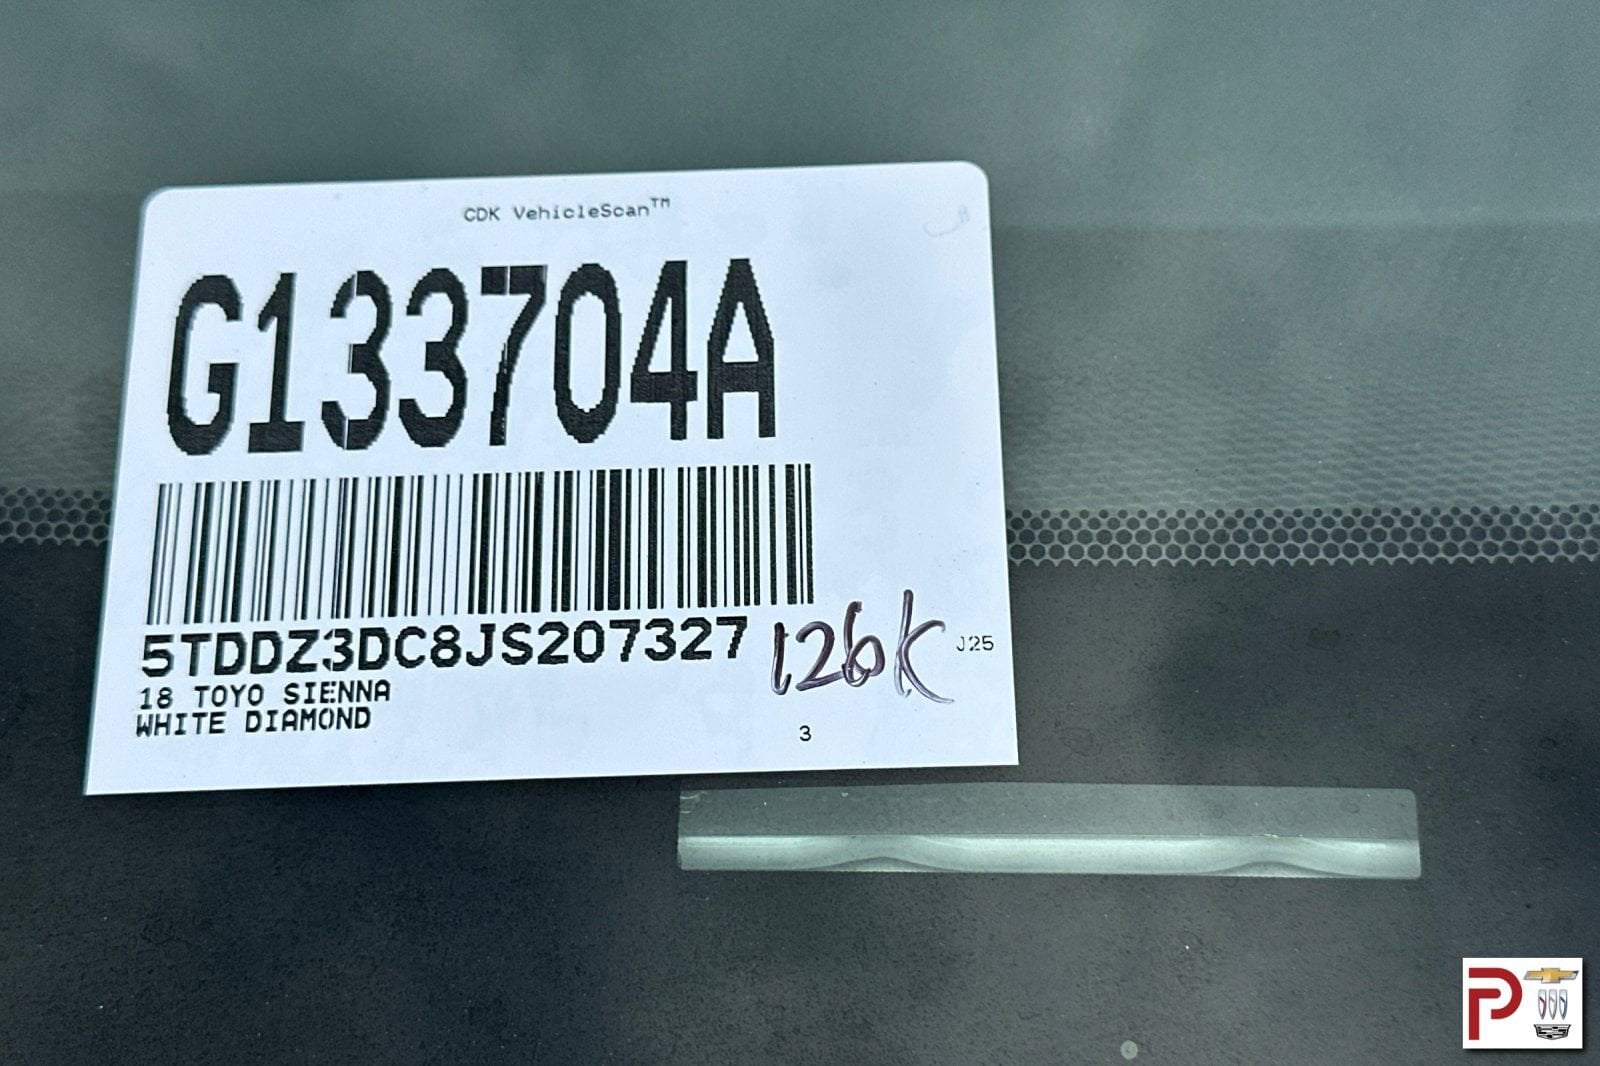 CDK VehicleScan™
G133704A
5TDDZ3DC8JS207327
126K
J25
18 TOYO SIENNA
WHITE DIAMOND
3
P